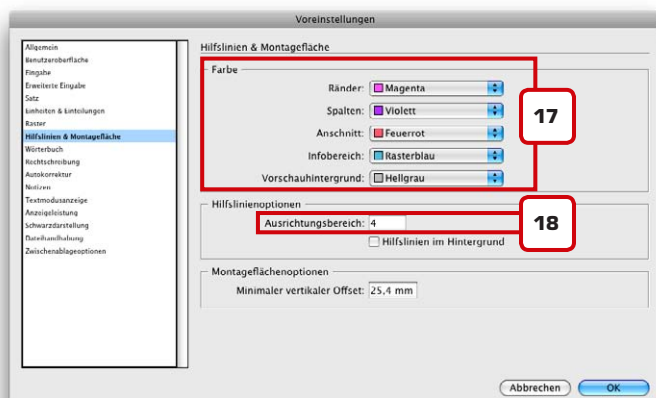 Voreinstellungen
Allgemein
Benutzeroberfläche
Eingabe
Erweiterte Eingabe
Satz
Einheiten & Einteilungen
Raster
Hilfslinien & Montagefläche
Wörterbuch
Rechtschreibung
Autokorrektur
Notizen
Textmodusanzeige
Anzeigeleistung
Schwarzdarstellung
Dateihandhabung
Zwischenablageoptionen
Hilfslinien & Montagefläche
Farbe
Ränder: Magenta
Spalten: Violett
Anschnitt: Feuerrot
Infobereich: Rasterblau
Vorschauhintergrund: Hellgrau
17
Hilfslinienoptionen
Ausrichtungsbereich: 4
18
Hilfslinien im Hintergrund
Montageflächenoptionen
Minimaler vertikaler Offset: 25,4 mm
Abbrechen OK